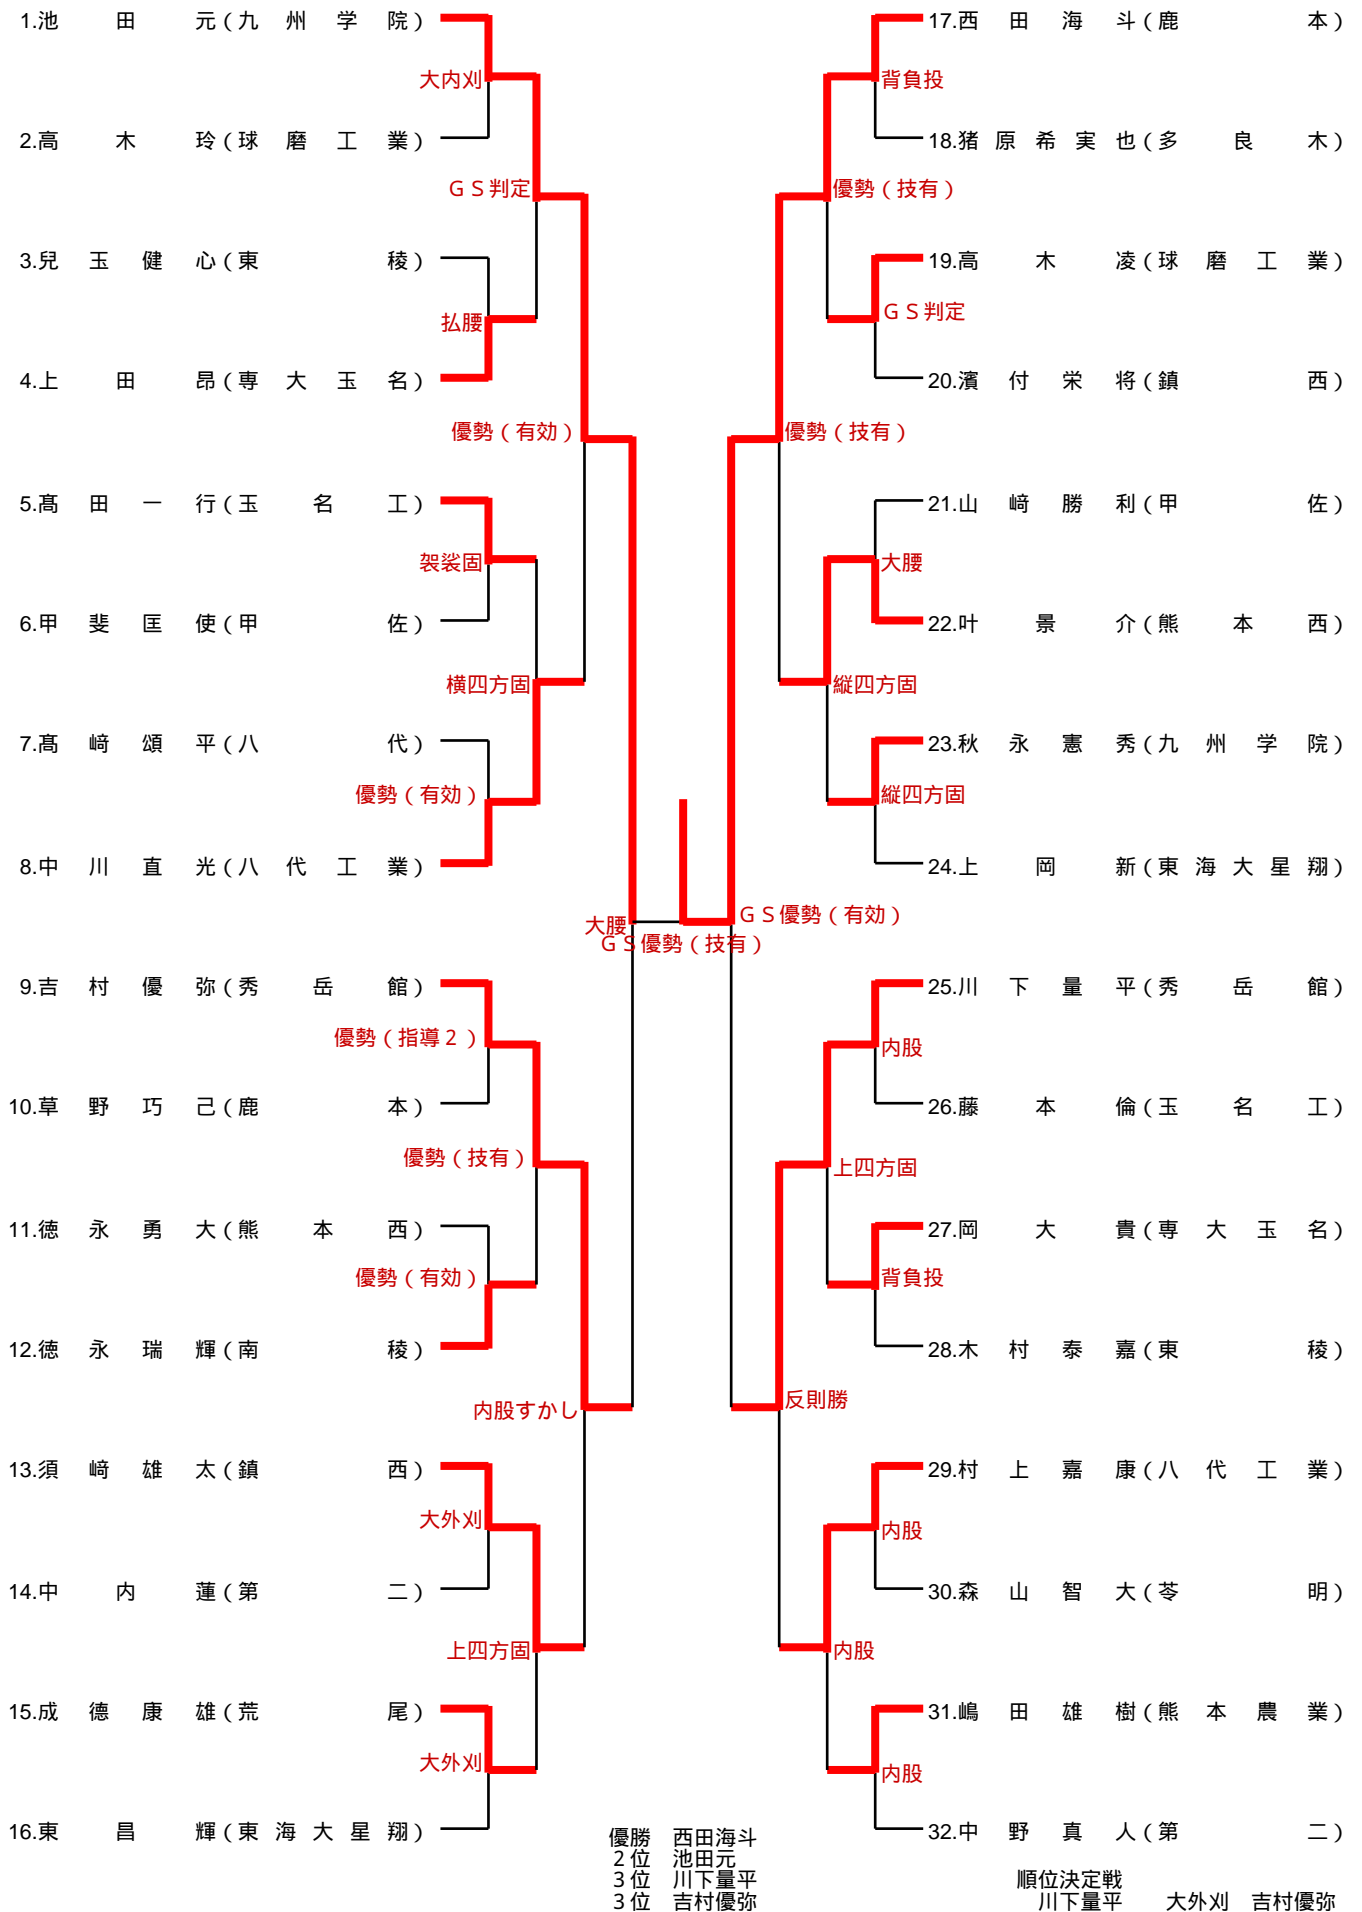 1.池田元(九州学院)
大内刈
2.高木玲(球磨工業)
GS判定
3.兒玉健心(東稜)
払腰
4.上田昂(専大玉名)
優勢(有効)
5.髙田一行(玉名工)
袈裟固
6.甲斐匡使(甲佐)
横四方固
7.髙﨑頌平(八代)
優勢(有効)
8.中川直光(八代工業)
大腰
9.吉村優弥(秀岳館)
優勢(指導2)
10.草野巧己(鹿本)
優勢(技有)
11.徳永勇大(熊本西)
優勢(有効)
12.徳永瑞輝(南稜)
内股すかし
13.須﨑雄太(鎮西)
大外刈
14.中内蓮(第二)
上四方固
15.成德康雄(荒尾)
大外刈
16.東昌輝(東海大星翔)
17.西田海斗(鹿本)
背負投
18.猪原希実也(多良木)
優勢(技有)
19.高木凌(球磨工業)
GS判定
20.濱付栄将(鎮西)
優勢(技有)
21.山﨑勝利(甲佐)
大腰
22.叶景介(熊本西)
縦四方固
23.秋永憲秀(九州学院)
縦四方固
24.上岡新(東海大星翔)
GS優勢(有効)
GS優勢(技有)
25.川下量平(秀岳館)
内股
26.藤本倫(玉名工)
上四方固
27.岡大貴(専大玉名)
背負投
28.木村泰嘉(東稜)
反則勝
29.村上嘉康(八代工業)
内股
30.森山智大(苓明)
内股
31.嶋田雄樹(熊本農業)
内股
32.中野真人(第二)
優勝 西田海斗
2位 池田元
3位 川下量平
3位 吉村優弥
順位決定戦
川下量平 大外刈 吉村優弥